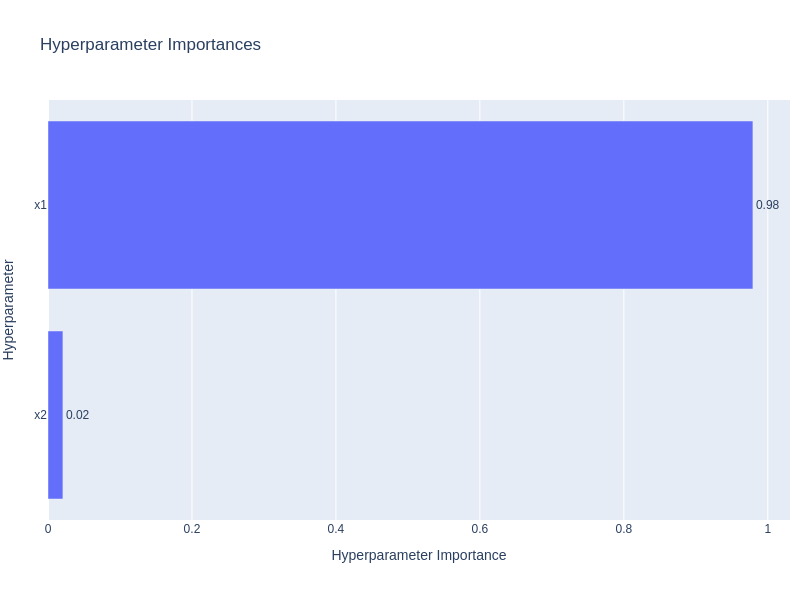 Hyperparameter Importances
Hyperparameter
x1
0.98
x2
0.02
0
0.2
0.4
0.6
0.8
1
Hyperparameter Importance